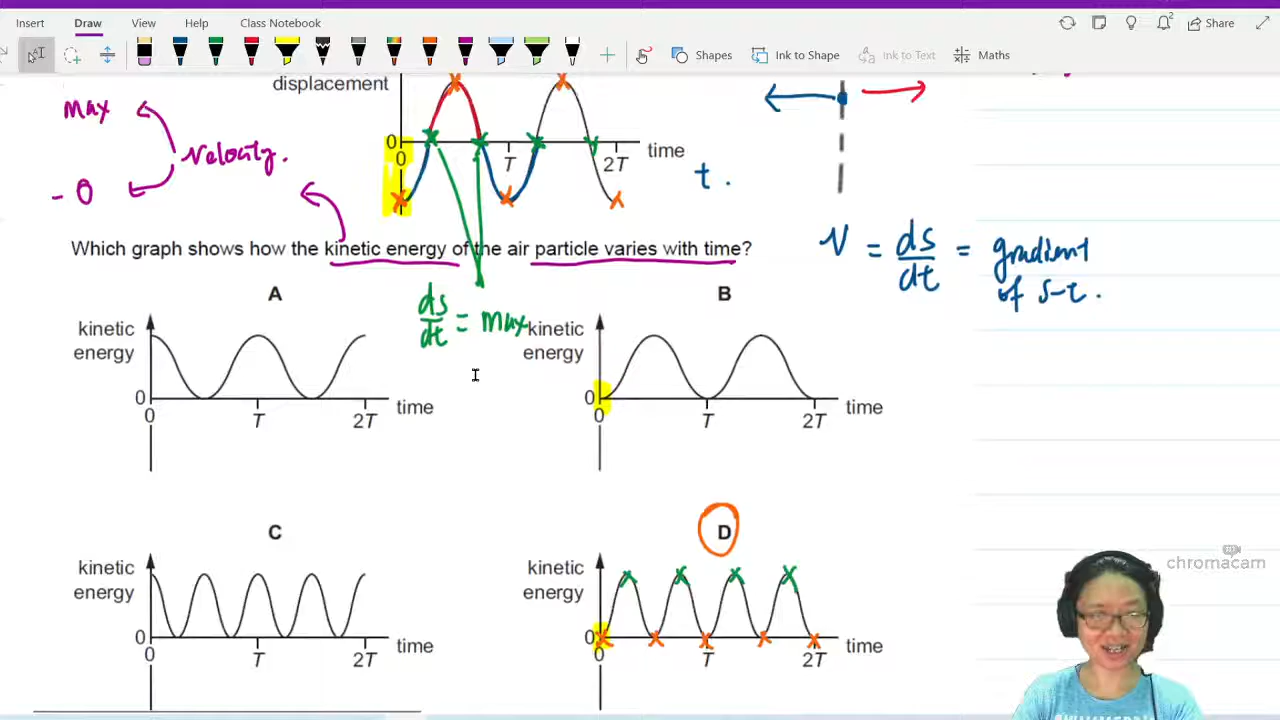 Insert Draw View Help Class Notebook Share
Shapes Ink to Shape Ink to Text Maths
displacement
max
0
0
T
2T
time
velocity.
- 0
t .
Which graph shows how the kinetic energy of the air particle varies with time?
v = ds/dt = gradient
of s-t .
ds/dt = max
A
kinetic
energy
0
0
T
2T
time
B
kinetic
energy
0
0
T
2T
time
C
kinetic
energy
0
0
T
2T
time
D
kinetic
energy
0
0
T
2T
time
chromacam